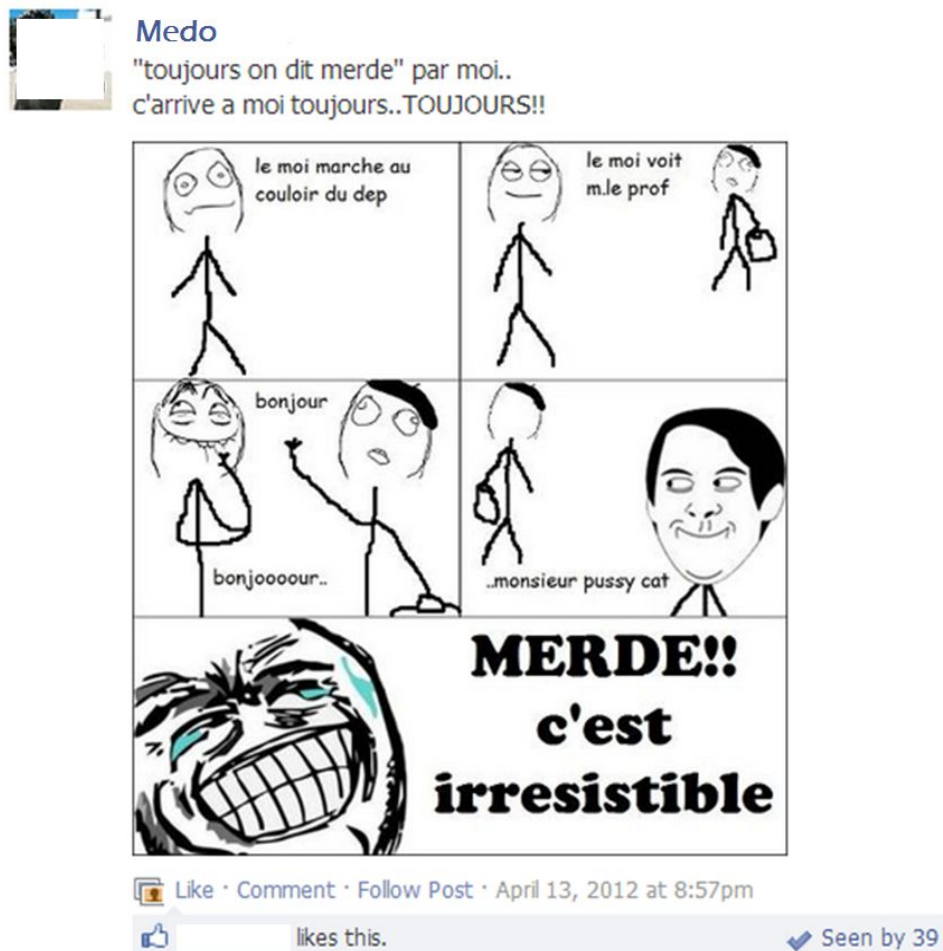 Medo
"toujours on dit merde" par moi..
c'arrive a moi toujours..TOUJOURS!!
le moi marche au
couloir du dep
le moi voit
m.le prof
bonjour
bonjoooour..
..monsieur pussy cat
MERDE!!
c'est
irresistible
Like · Comment · Follow Post · April 13, 2012 at 8:57pm
likes this.
Seen by 39